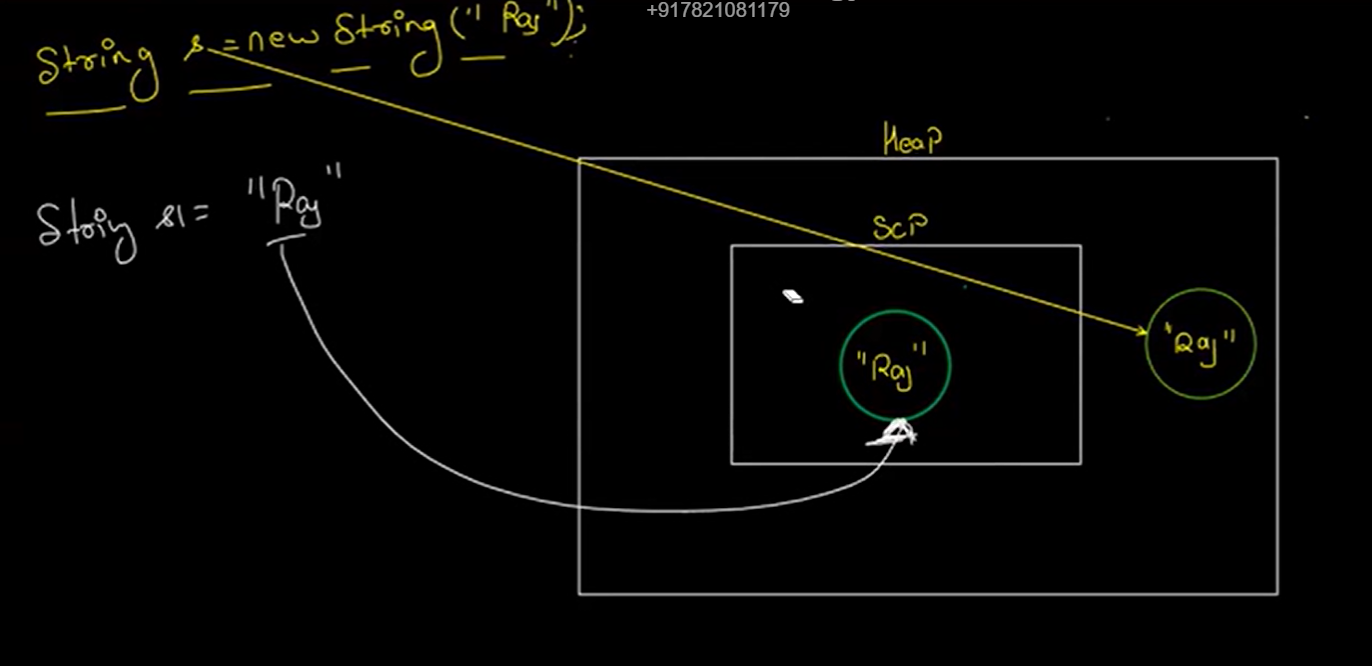 +917821081179
String s = new String("Raj");
String s1 = "Raj"
Heap
SCP
"Raj"
"Raj"